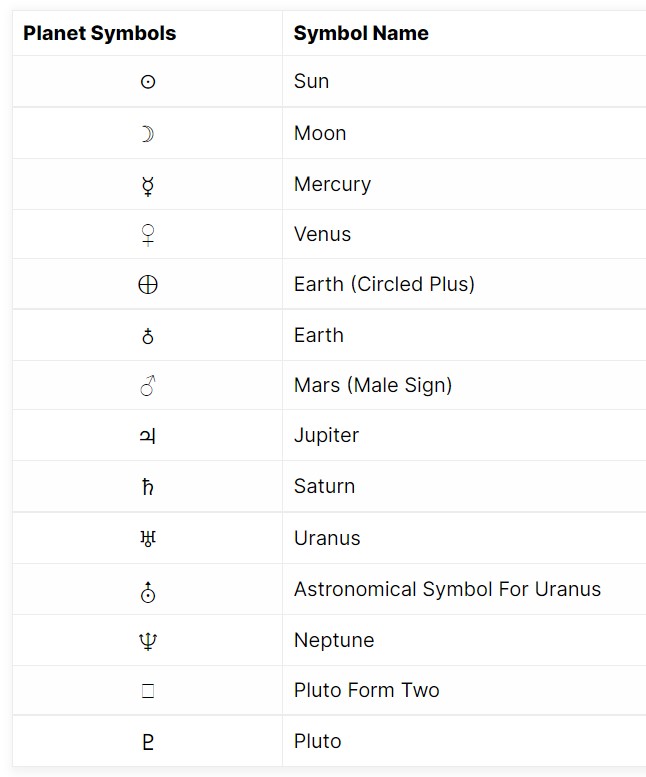 Planet Symbols Symbol Name
☉ Sun
☽ Moon
☿ Mercury
♀ Venus
⊕ Earth (Circled Plus)
♁ Earth
♂ Mars (Male Sign)
♃ Jupiter
♄ Saturn
♅ Uranus
⛢ Astronomical Symbol For Uranus
♆ Neptune
□ Pluto Form Two
♇ Pluto